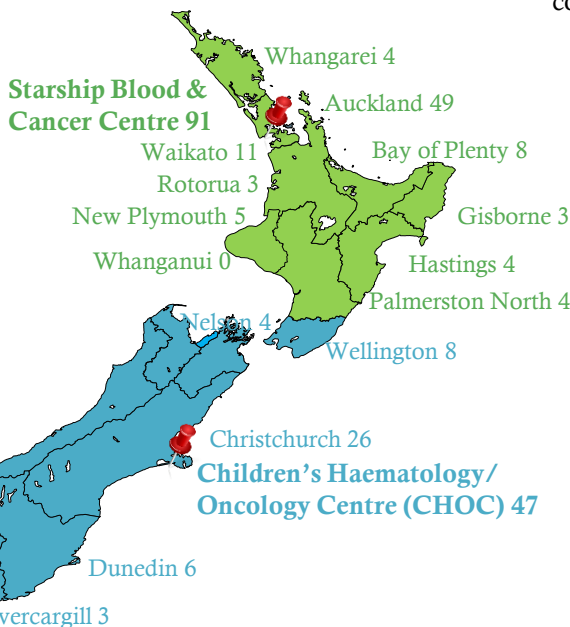 co
Whangarei 4
Starship Blood &
Cancer Centre 91
Auckland 49
Waikato 11
Bay of Plenty 8
Rotorua 3
New Plymouth 5
Gisborne 3
Whanganui 0
Hastings 4
Palmerston North 4
Nelson 4
Wellington 8
Christchurch 26
Children’s Haematology/
Oncology Centre (CHOC) 47
Dunedin 6
vercargill 3